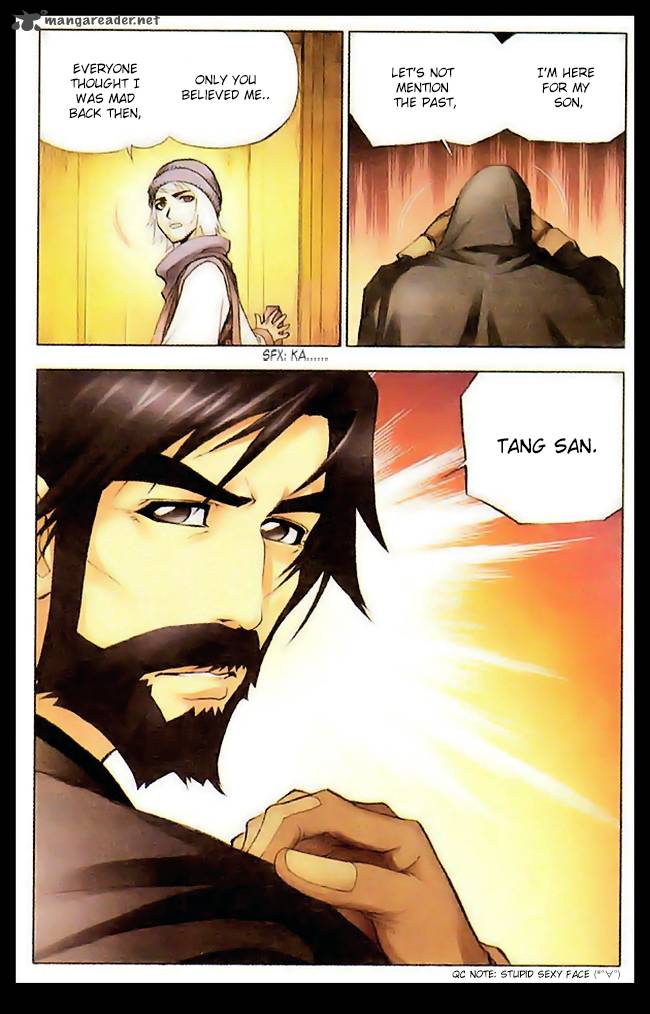 mangareader.net
EVERYONE
THOUGHT I
WAS MAD
BACK THEN,
ONLY YOU
BELIEVED ME..
LET'S NOT
MENTION
THE PAST,
I'M HERE
FOR MY
SON,
SFX: KA......
TANG SAN.
QC NOTE: STUPID SEXY FACE (*°∀°)